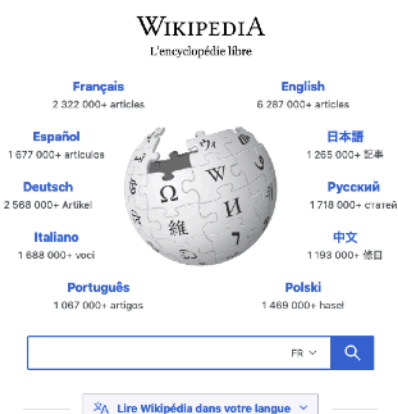 WIKIPEDIA
L'encyclopédie libre
Français
2 322 000+ articles
English
6 287 000+ articles
Español
1 677 000+ artículos
日本語
1 265 000+ 記事
Deutsch
2 568 000+ Artikel
Русский
1 718 000+ статей
Italiano
1 688 000+ voci
中文
1 193 000+ 條目
Português
1 067 000+ artigos
Polski
1 469 000+ haseł
Ω W И 維 7
FR
Lire Wikipédia dans votre langue